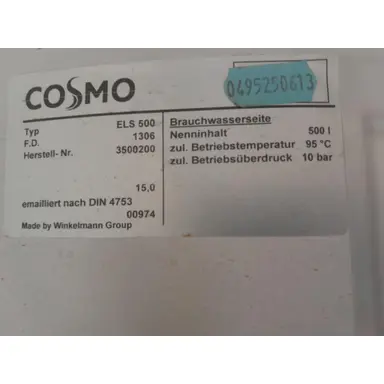 COSMO
0495250613
Typ ELS 500
F.D. 1306
Herstell- Nr. 3500200
15,0
emailliert nach DIN 4753
00974
Made by Winkelmann Group
Brauchwasserseite
Nenninhalt 500 l
zul. Betriebstemperatur 95 °C
zul. Betriebsüberdruck 10 bar